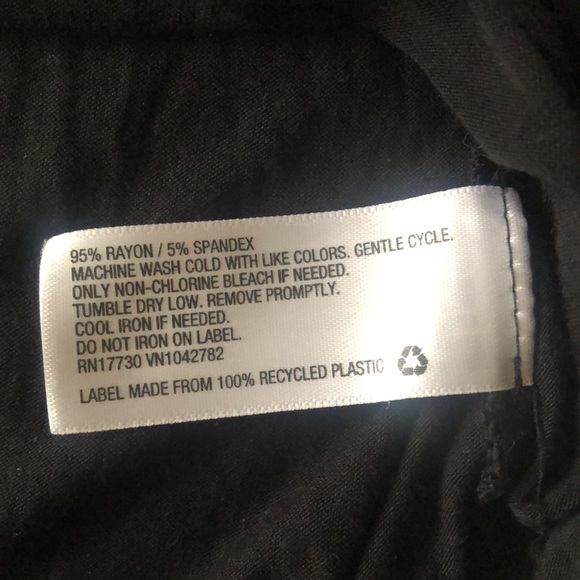 95% RAYON / 5% SPANDEX
MACHINE WASH COLD WITH LIKE COLORS. GENTLE CYCLE.
ONLY NON-CHLORINE BLEACH IF NEEDED.
TUMBLE DRY LOW. REMOVE PROMPTLY.
COOL IRON IF NEEDED.
DO NOT IRON ON LABEL.
RN17730 VN1042782
LABEL MADE FROM 100% RECYCLED PLASTIC